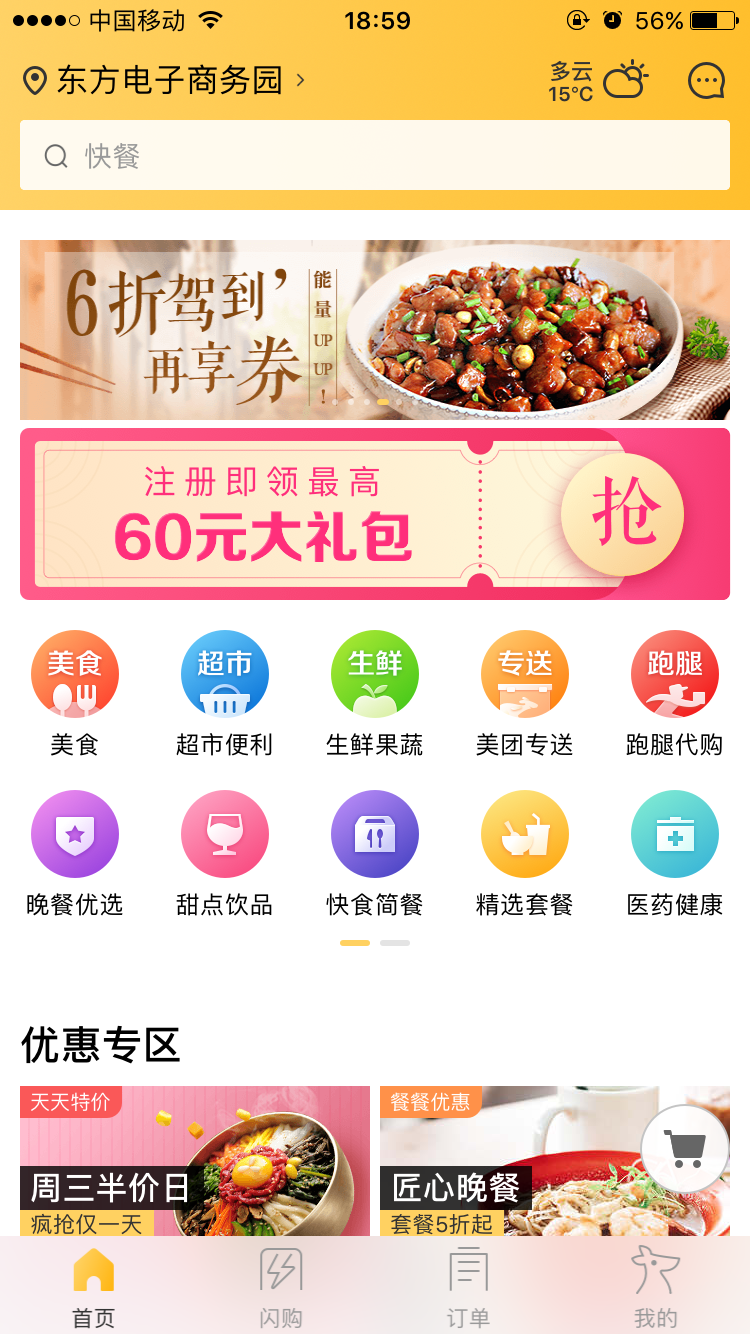 中国移动
18:59
56%
东方电子商务园
多云
15℃
快餐
6折驾到'
再享券
能量UP UP!
注册即领最高
60元大礼包
抢
美食
超市
生鲜
专送
跑腿
美食
超市便利
生鲜果蔬
美团专送
跑腿代购
晚餐优选
甜点饮品
快食简餐
精选套餐
医药健康
优惠专区
天天特价
周三半价日
疯抢仅一天
餐餐优惠
匠心晚餐
套餐5折起
首页
闪购
订单
我的